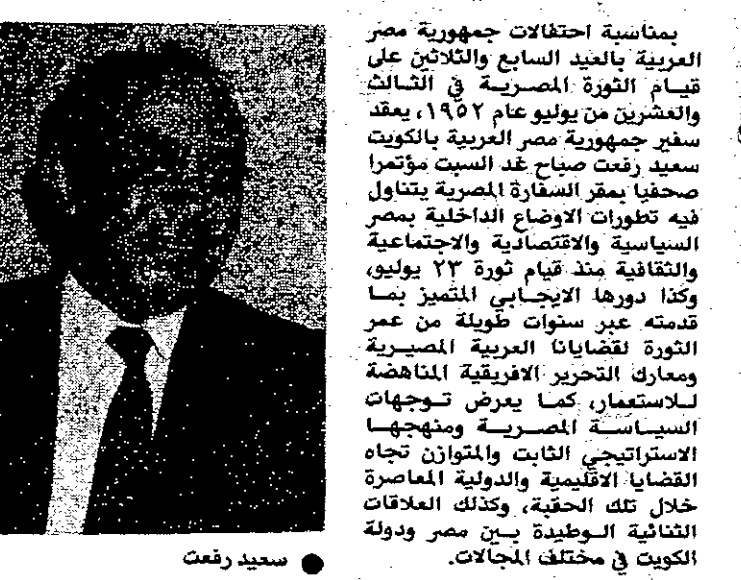 بمناسبة احتفالات جمهورية مصر
العربية بالعيد السابع والثلاثين على
قيام الثورة المصرية في الثالث
والعشرين من يوليو عام ١٩٥٢، يعقد
سفير جمهورية مصر العربية بالكويت
سعيد رفعت صباح غد السبت مؤتمرا
صحفيا بمقر السفارة المصرية يتناول
فيه تطورات الاوضاع الداخلية بمصر
السياسية والاقتصادية والاجتماعية
والثقافية منذ قيام ثورة ٢٣ يوليو،
وكذا دورها الايجابي المتميز بما
قدمته عبر سنوات طويلة من عمر
الثورة لقضايانا العربية المصيرية
ومعارك التحرير الافريقية المناهضة
للاستعمار، كما يعرض توجهات
السياسة المصرية ومنهجها
الاستراتيجي الثابت والمتوازن تجاه
القضايا الاقليمية والدولية المعاصرة
خلال تلك الحقبة، وكذلك العلاقات
الثنائية الوطيدة بين مصر ودولة
الكويت في مختلف المجالات.
● سعيد رفعت